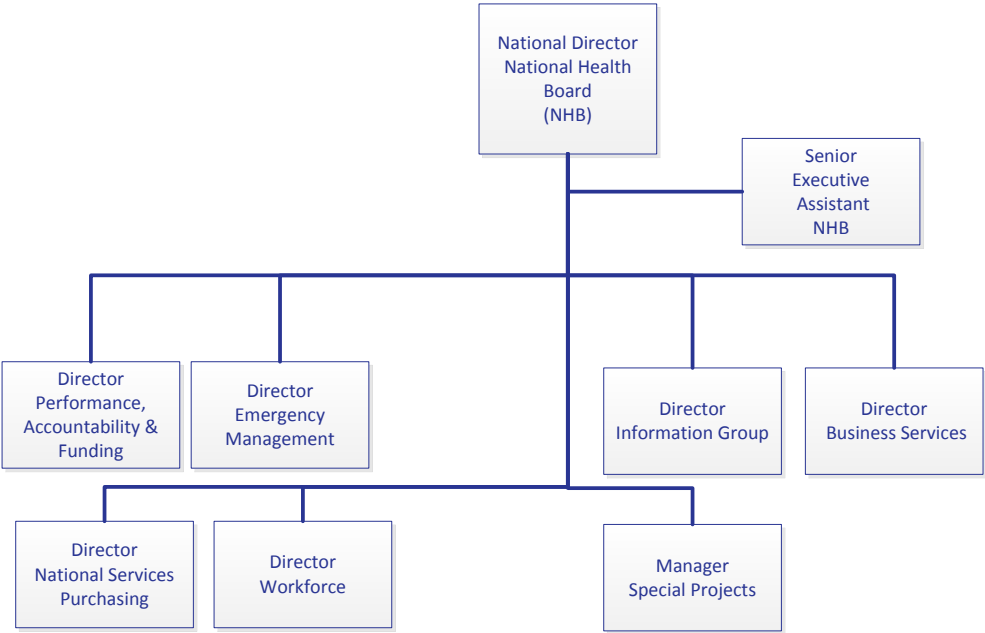 National Director
National Health
Board
(NHB)
Senior
Executive
Assistant
NHB
Director
Performance,
Accountability &
Funding
Director
Emergency
Management
Director
Information Group
Director
Business Services
Director
National Services
Purchasing
Director
Workforce
Manager
Special Projects